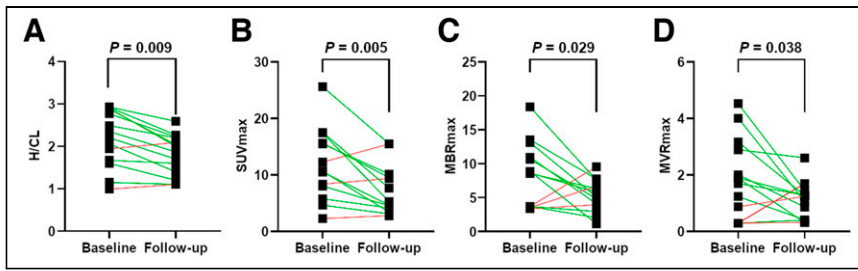 A
P = 0.009
H/CL
4
3
2
1
0
Baseline Follow-up
B
P = 0.005
SUVmax
30
20
10
0
Baseline Follow-up
C
P = 0.029
MBRmax
25
20
15
10
5
0
Baseline Follow-up
D
P = 0.038
MVRmax
6
4
2
0
Baseline Follow-up